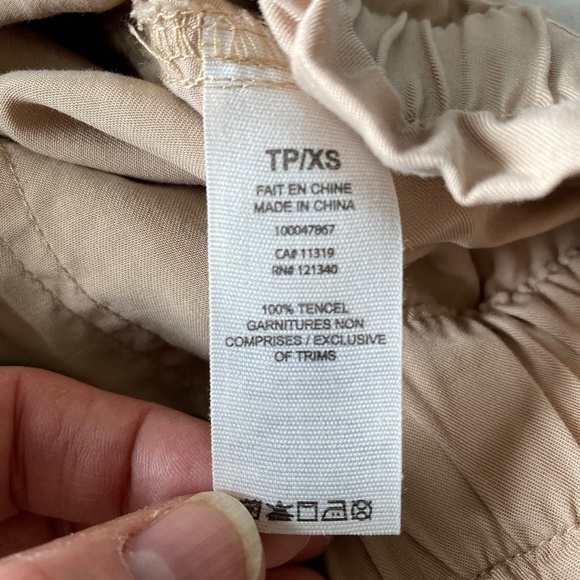 TP/XS
FAIT EN CHINE
MADE IN CHINA
100047867
CA# 11319
RN# 121340
100% TENCEL
GARNITURES NON
COMPRISES / EXCLUSIVE
OF TRIMS